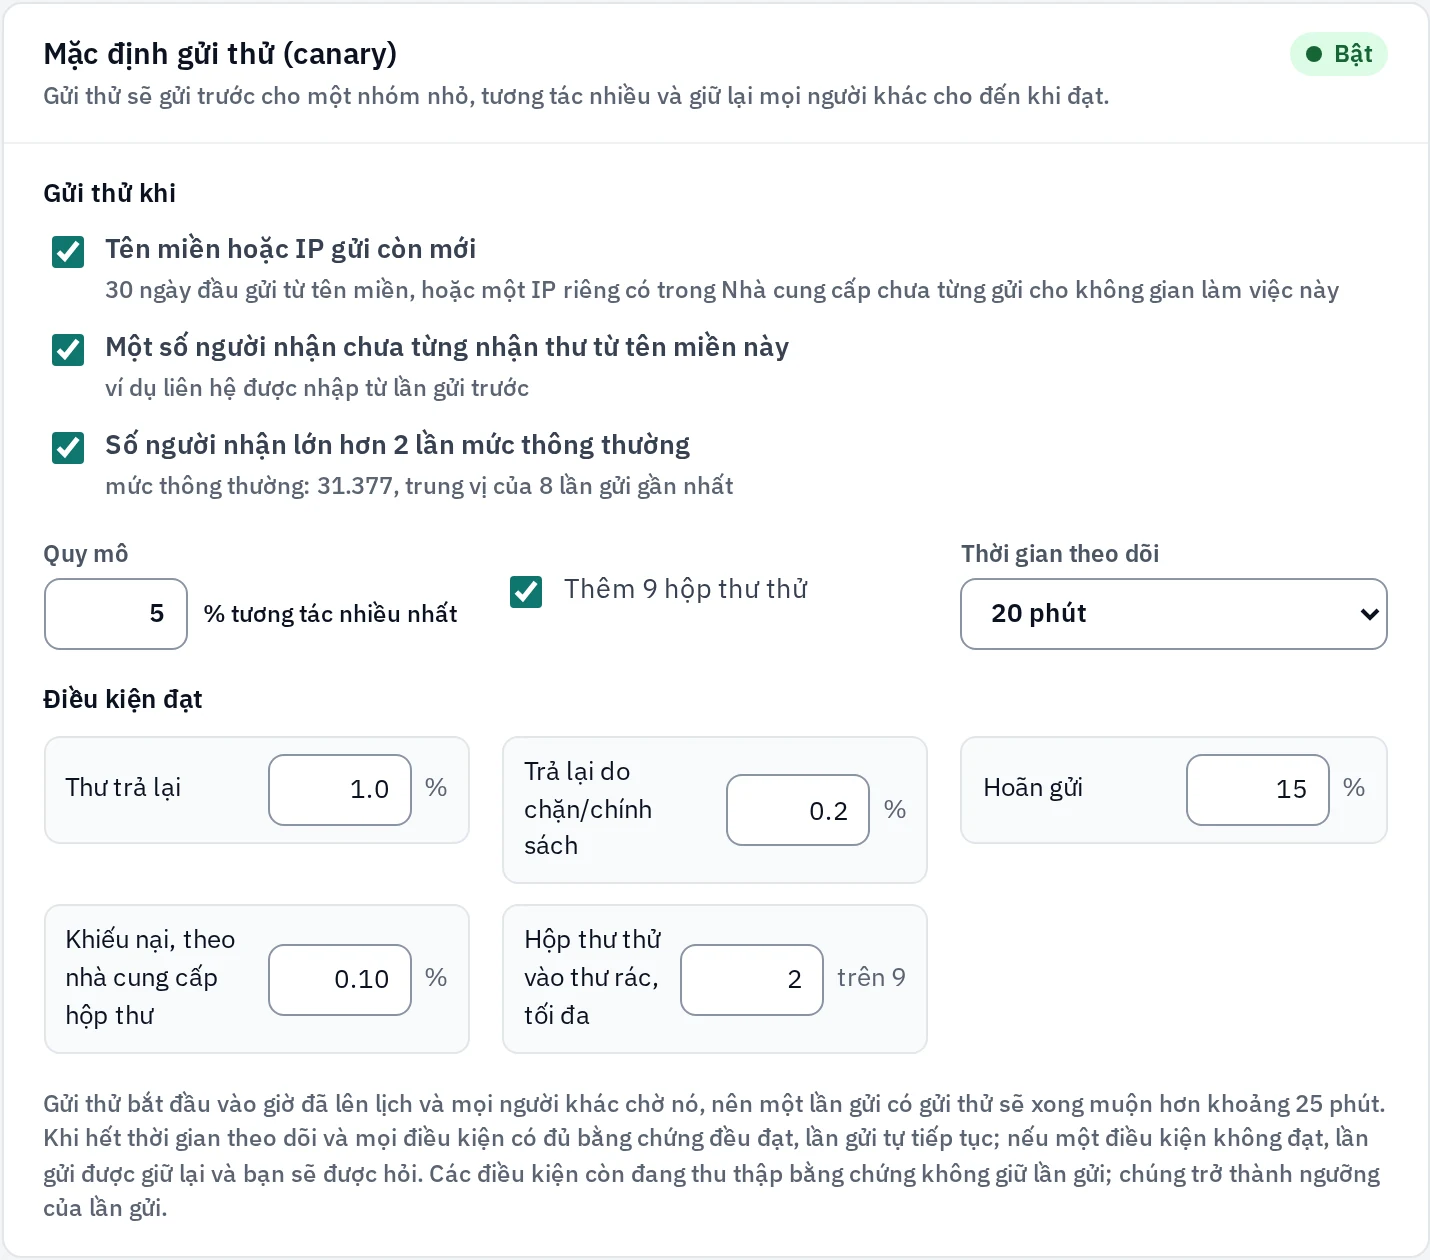 Mặc định gửi thử (canary)
Bật
Gửi thử sẽ gửi trước cho một nhóm nhỏ, tương tác nhiều và giữ lại mọi người khác cho đến khi đạt.
Gửi thử khi
Tên miền hoặc IP gửi còn mới
30 ngày đầu gửi từ tên miền, hoặc một IP riêng có trong Nhà cung cấp chưa từng gửi cho không gian làm việc này
Một số người nhận chưa từng nhận thư từ tên miền này
ví dụ liên hệ được nhập từ lần gửi trước
Số người nhận lớn hơn 2 lần mức thông thường
mức thông thường: 31.377, trung vị của 8 lần gửi gần nhất
Quy mô
5 % tương tác nhiều nhất
Thêm 9 hộp thư thử
Thời gian theo dõi
20 phút
Điều kiện đạt
Thư trả lại 1.0 %
Trả lại do
chặn/chính
sách
0.2 %
Hoãn gửi 15 %
Khiếu nại, theo
nhà cung cấp
hộp thư
0.10 %
Hộp thư thử
vào thư rác,
tối đa
2 trên 9
Gửi thử bắt đầu vào giờ đã lên lịch và mọi người khác chờ nó, nên một lần gửi có gửi thử sẽ xong muộn hơn khoảng 25 phút.
Khi hết thời gian theo dõi và mọi điều kiện có đủ bằng chứng đều đạt, lần gửi tự tiếp tục; nếu một điều kiện không đạt, lần
gửi được giữ lại và bạn sẽ được hỏi. Các điều kiện còn đang thu thập bằng chứng không giữ lần gửi; chúng trở thành ngưỡng
của lần gửi.